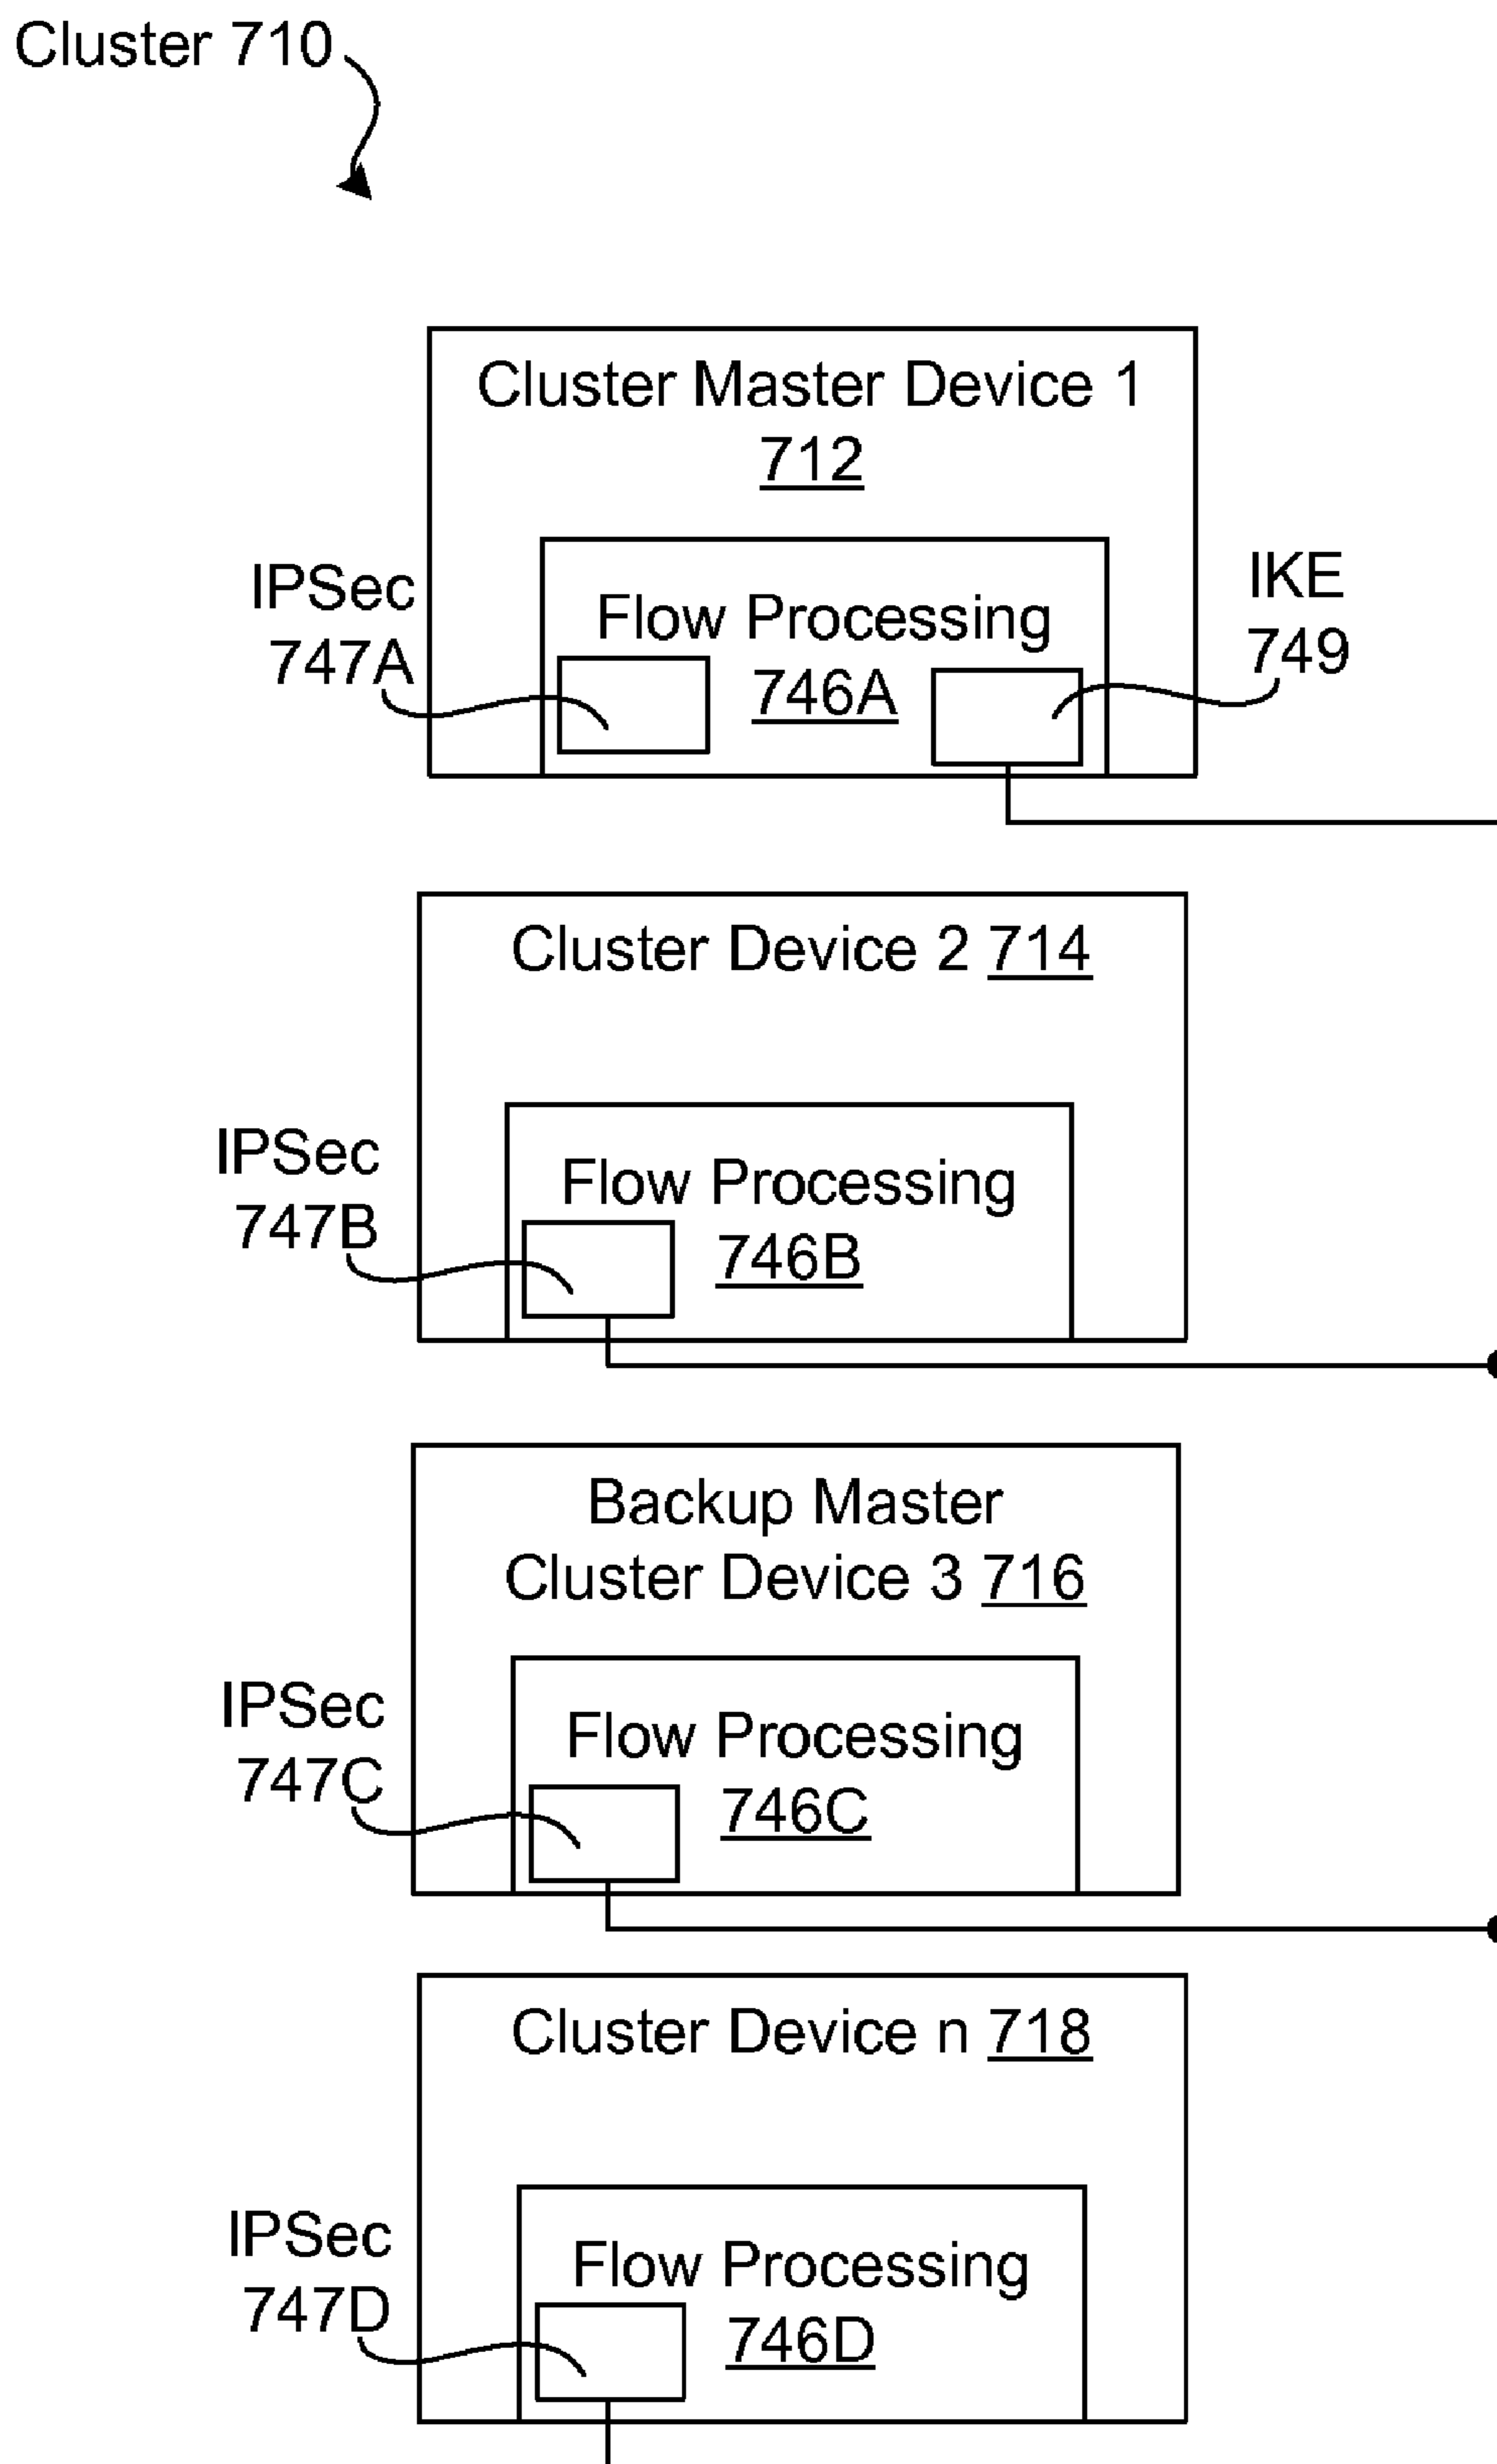 Cluster 710
Cluster Master Device 1
712
IPSec
747A
Flow Processing
746A
IKE
749
Cluster Device 2 714
IPSec
747B
Flow Processing
746B
Backup Master
Cluster Device 3 716
IPSec
747C
Flow Processing
746C
Cluster Device n 718
IPSec
747D
Flow Processing
746D